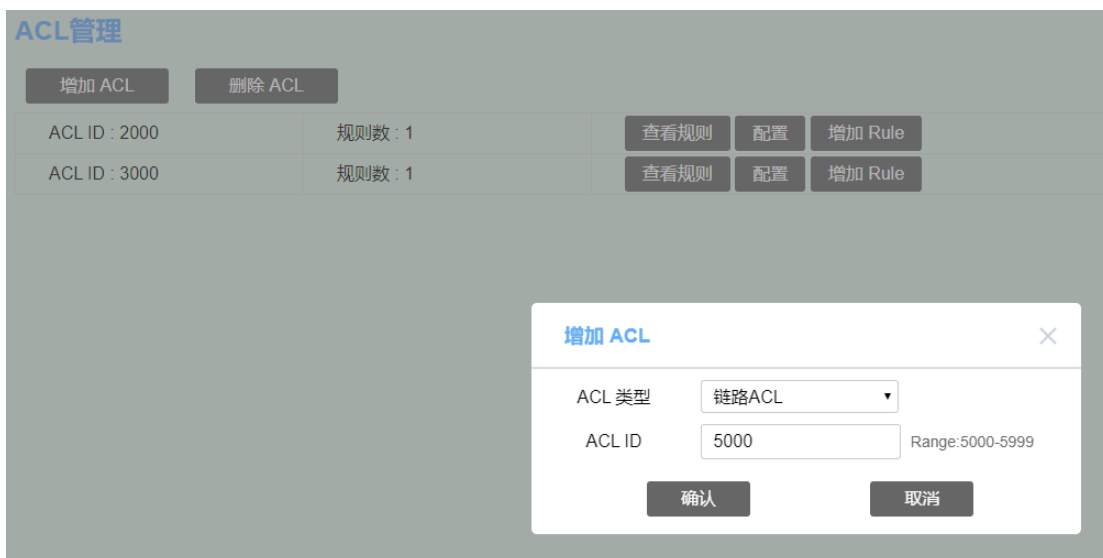 ACL管理
增加 ACL 删除 ACL
ACL ID : 2000 规则数 : 1 查看规则 配置 增加 Rule
ACL ID : 3000 规则数 : 1 查看规则 配置 增加 Rule
增加 ACL
ACL 类型 链路ACL
ACL ID 5000 Range:5000-5999
确认 取消